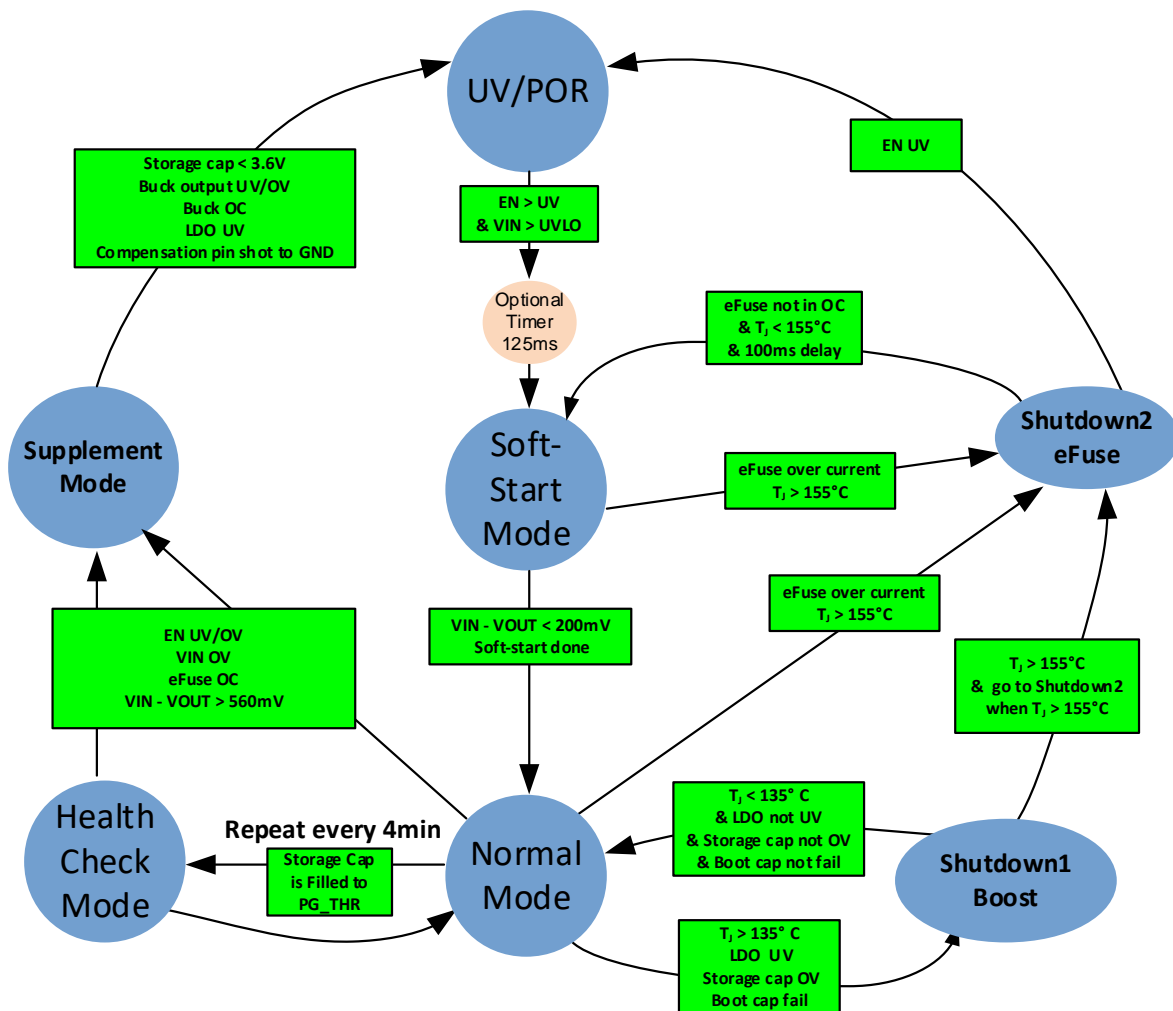 UV/POR
Storage cap < 3.6V
Buck output UV/OV
Buck OC
LDO UV
Compensation pin shot to GND
EN > UV
& VIN > UVLO
EN UV
Optional
Timer
125ms
eFuse not in OC
& TJ < 155°C
& 100ms delay
Supplement
Mode
Soft-
Start
Mode
Shutdown2
eFuse
eFuse over current
TJ > 155°C
eFuse over current
TJ > 155°C
EN UV/OV
VIN OV
eFuse OC
VIN - VOUT > 560mV
VIN - VOUT < 200mV
Soft-start done
TJ > 155°C
& go to Shutdown2
when TJ > 155°C
Health
Check
Mode
Repeat every 4min
Storage Cap
is Filled to
PG_THR
Normal
Mode
TJ < 135° C
& LDO not UV
& Storage cap not OV
& Boot cap not fail
Shutdown1
Boost
TJ > 135° C
LDO UV
Storage cap OV
Boot cap fail